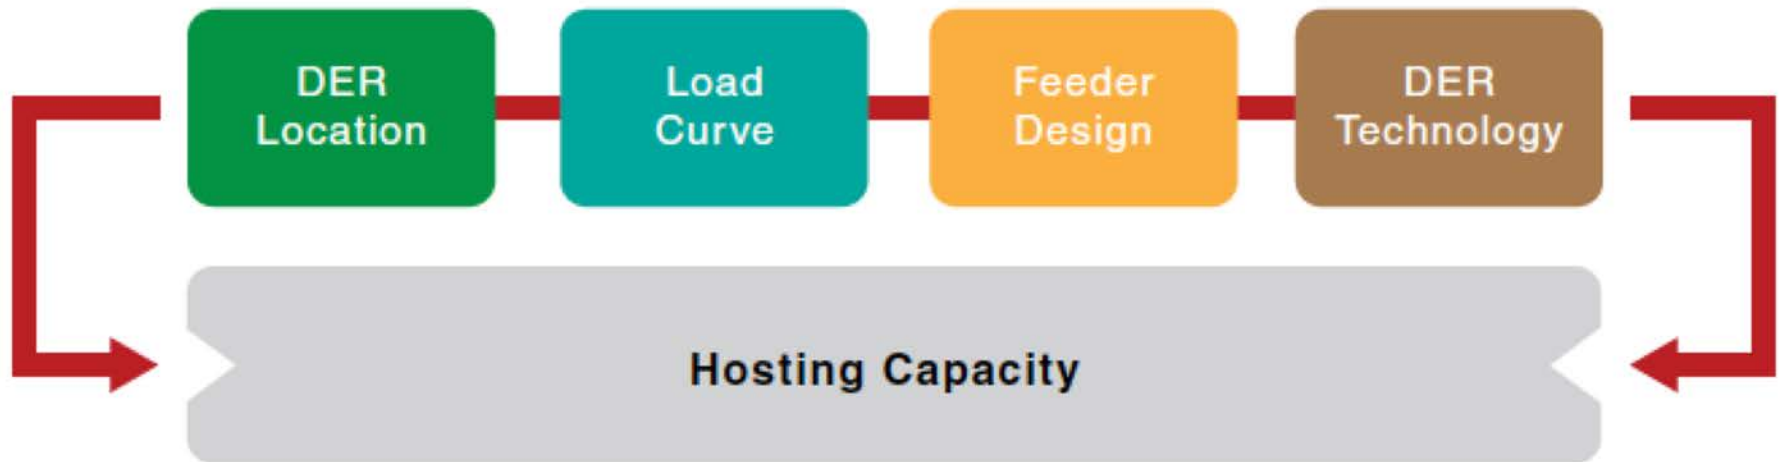 DER
Location
Load
Curve
Feeder
Design
DER
Technology
Hosting Capacity